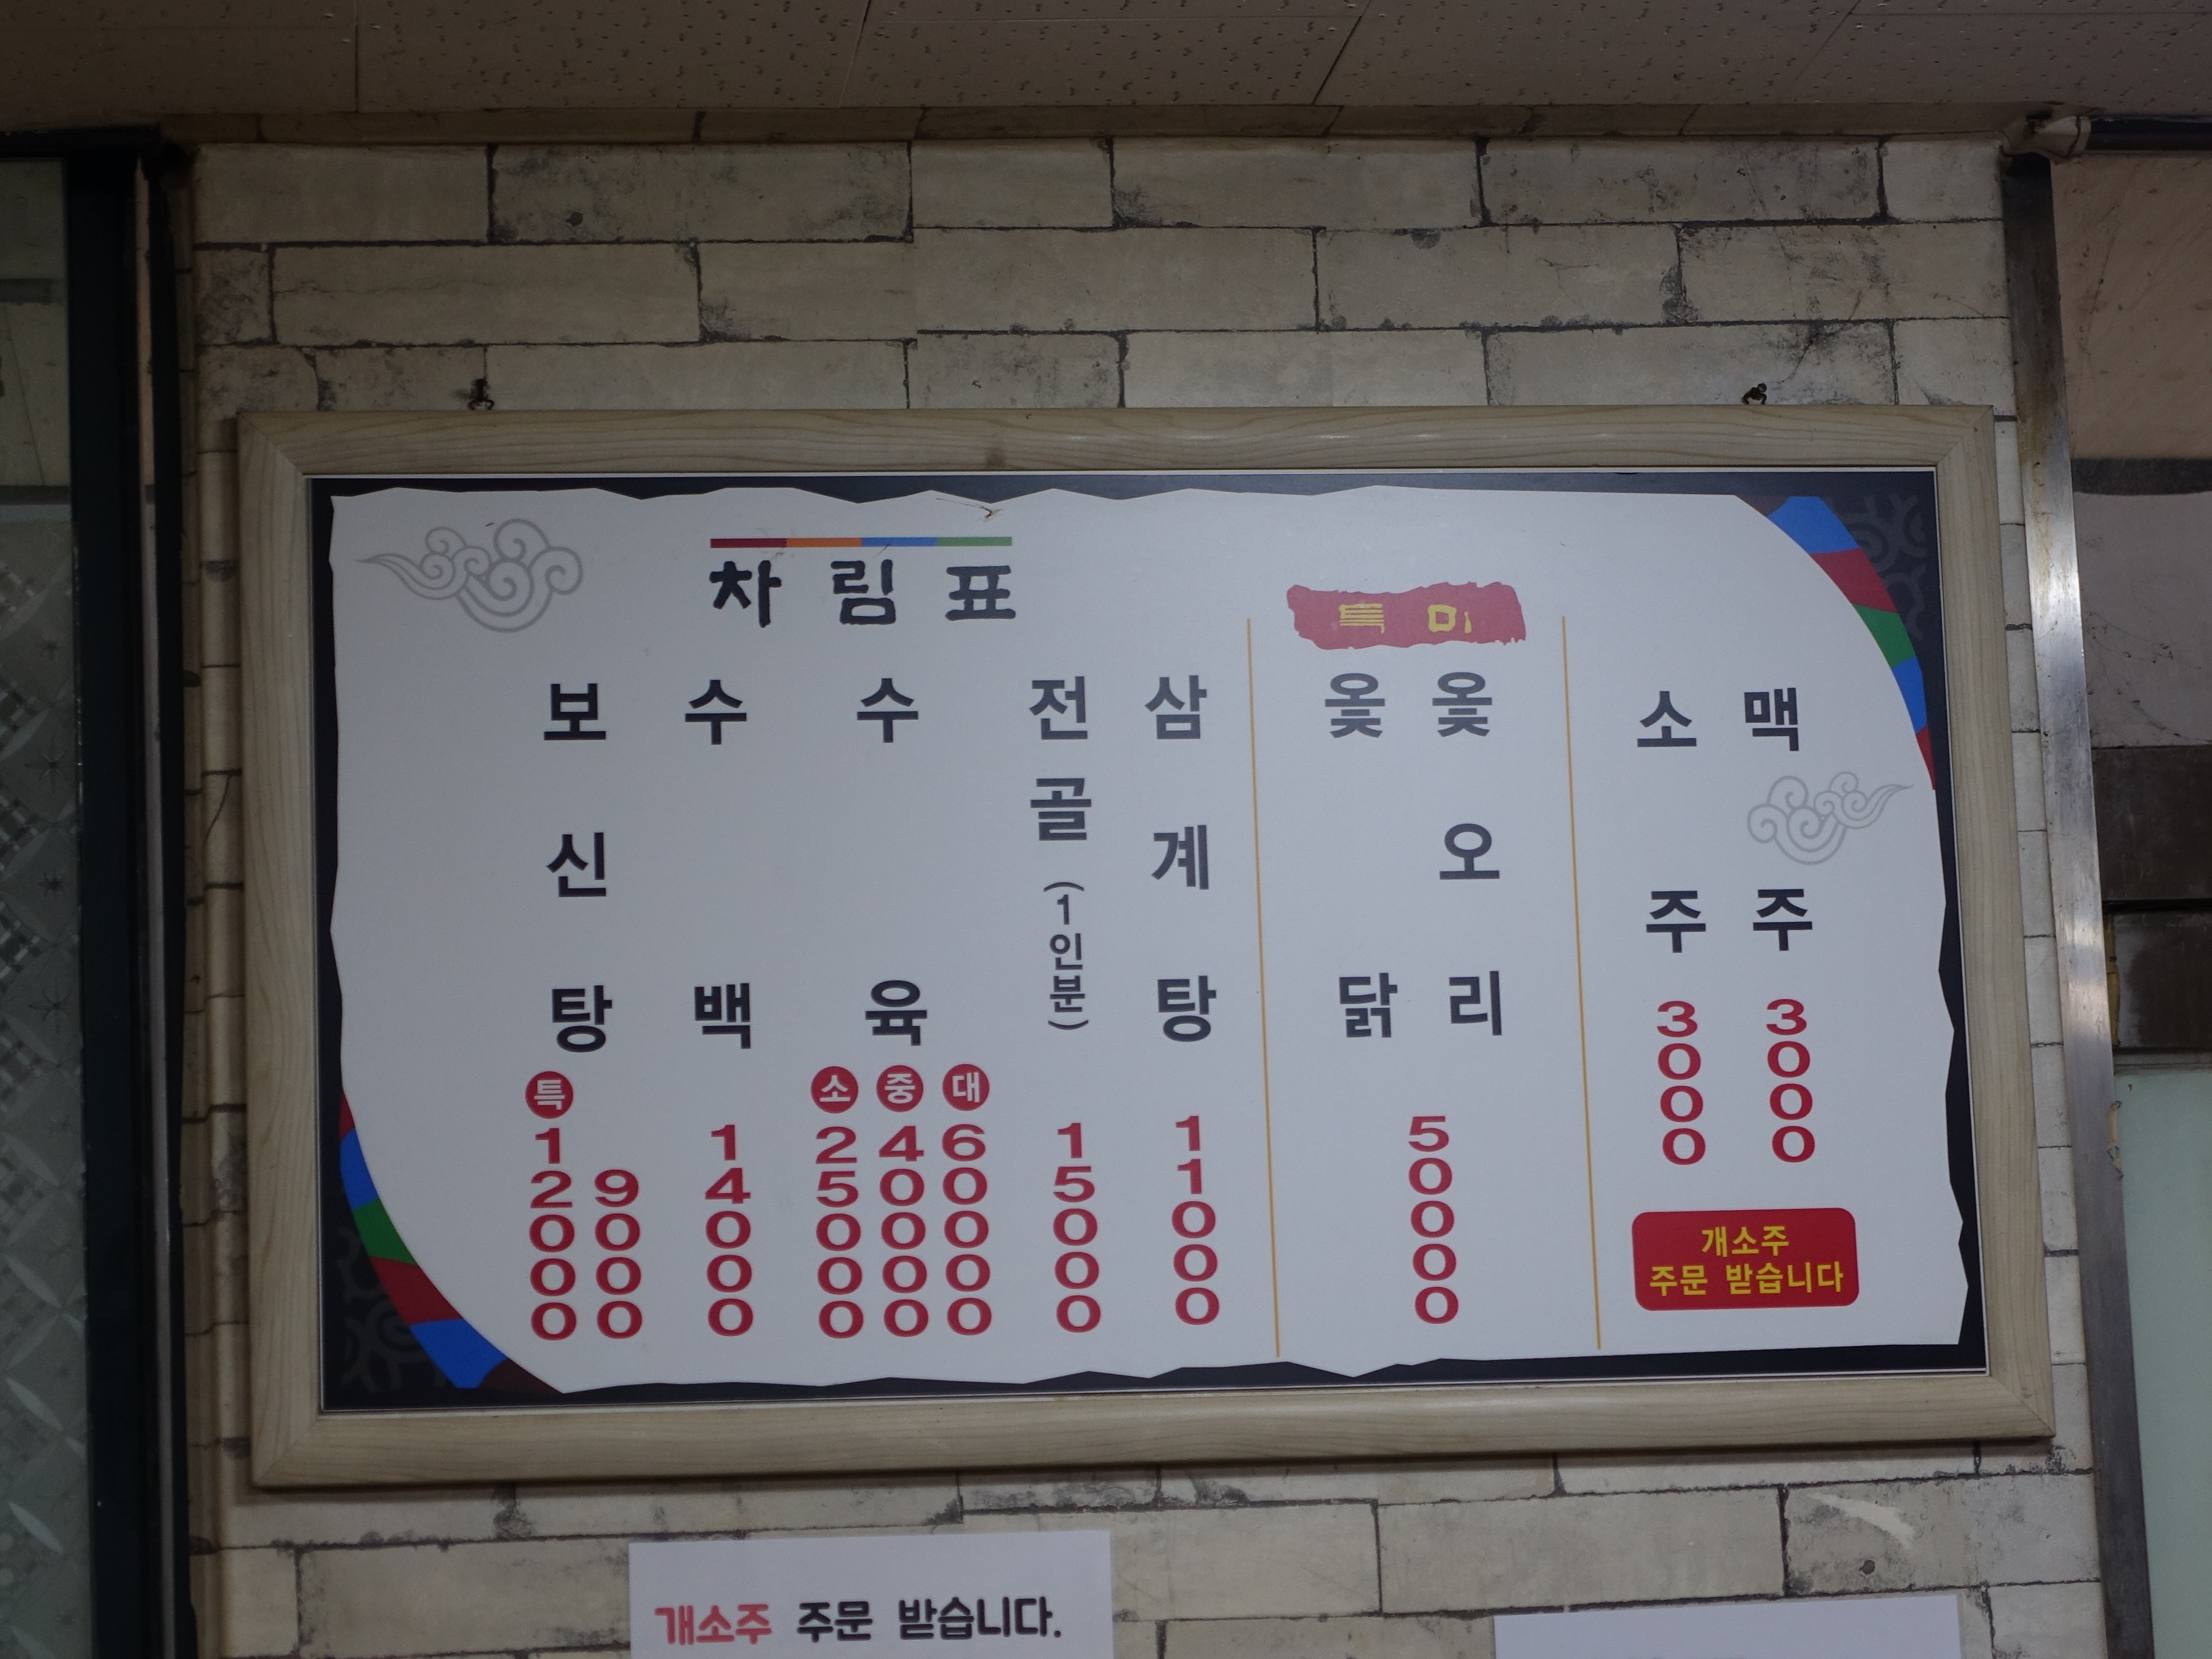 차림표
보신탕 특 12000 9000
수백 14000
수육 소 25000 중 40000 대 60000
전골 (1인분) 15000
삼계탕 11000
특미
옻닭
옻오리
50000
소주 3000
맥주 3000
개소주
주문 받습니다
개소주 주문 받습니다.